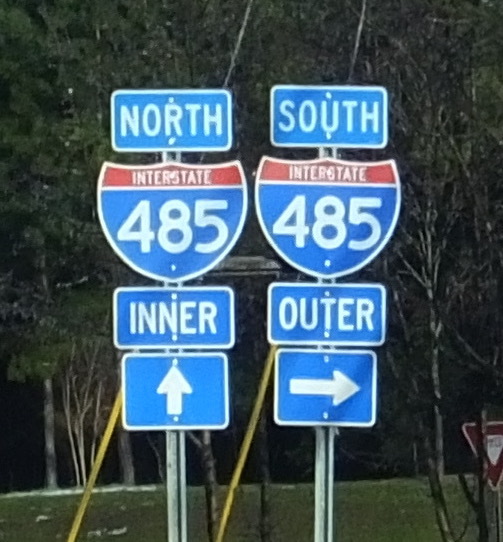 NORTH
INTERSTATE
485
INNER
SOUTH
INTERSTATE
485
OUTER